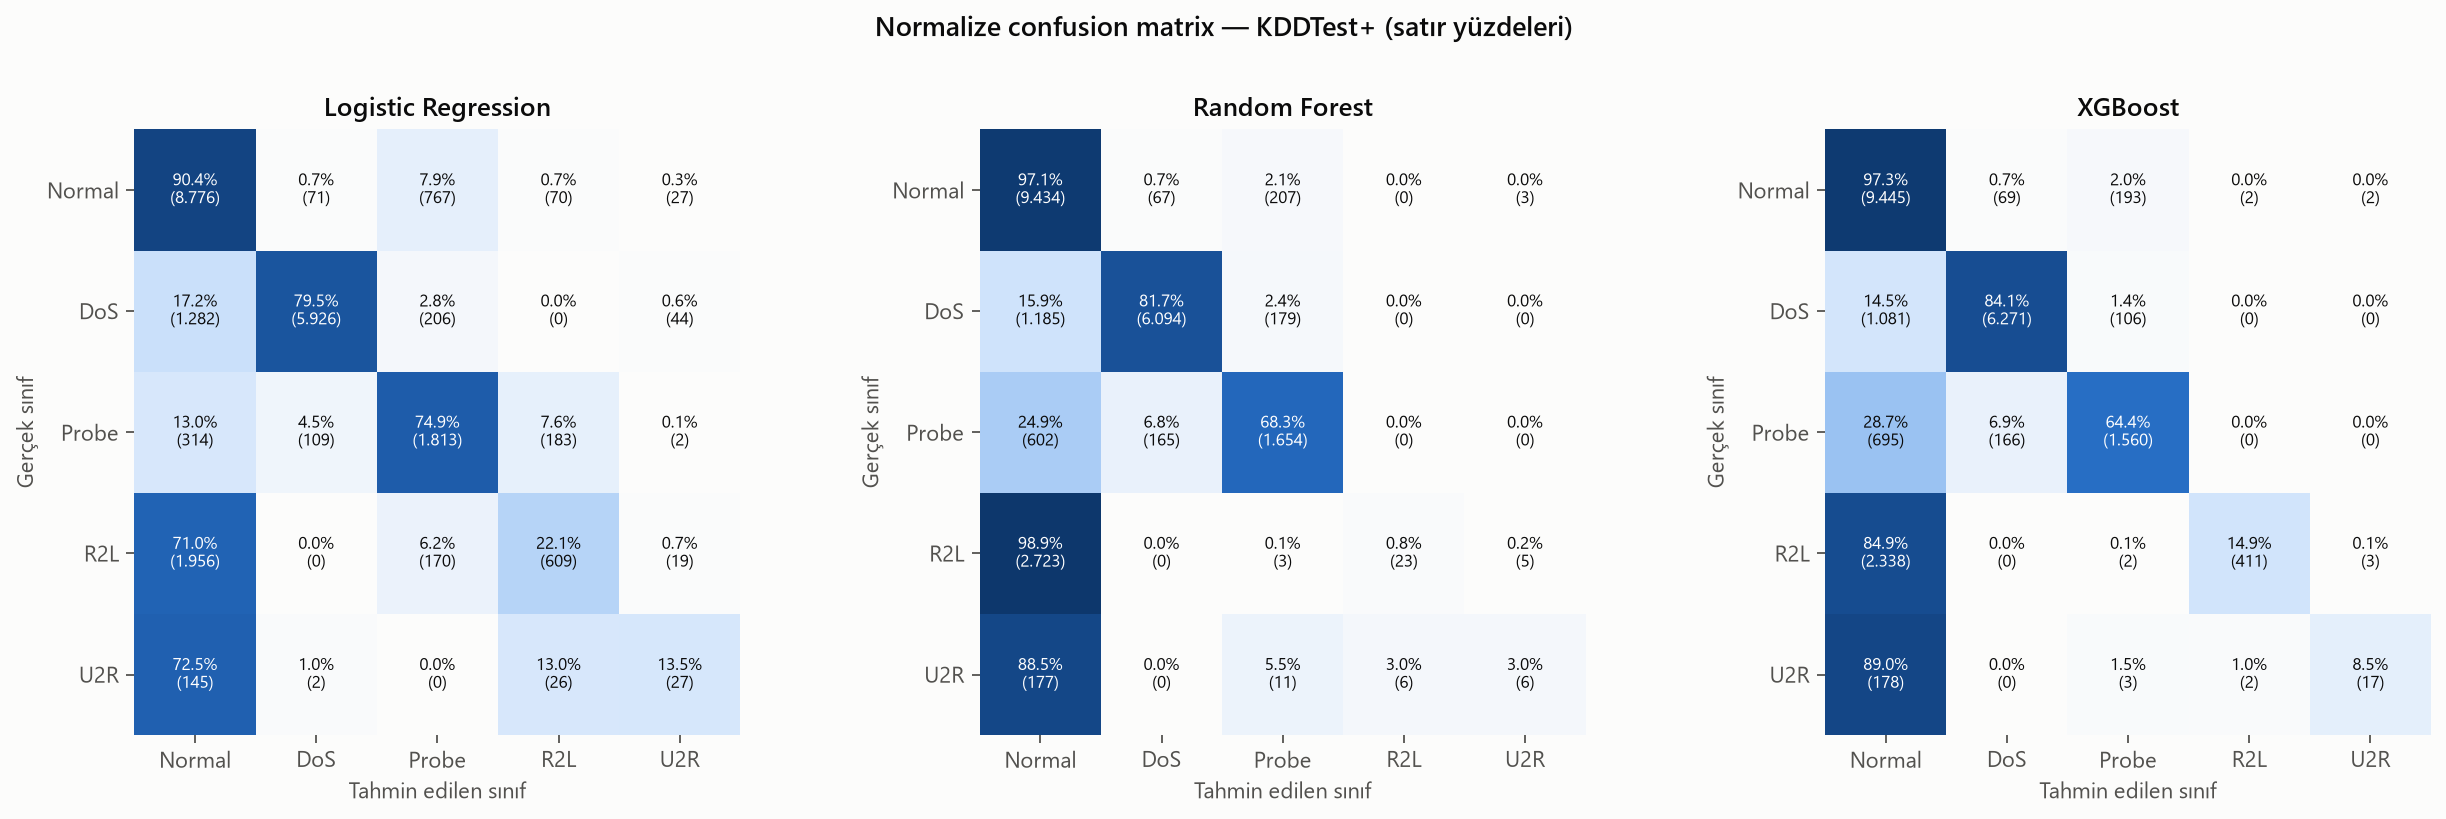 Normalize confusion matrix — KDDTest+ (satır yüzdeleri)
Logistic Regression
Gerçek sınıf
Normal
90.4% 0.7% 7.9% 0.7% 0.3%
(8.776) (71) (767) (70) (27)
DoS
17.2% 79.5% 2.8% 0.0% 0.6%
(1.282) (5.926) (206) (0) (44)
Probe
13.0% 4.5% 74.9% 7.6% 0.1%
(314) (109) (1.813) (183) (2)
R2L
71.0% 0.0% 6.2% 22.1% 0.7%
(1.956) (0) (170) (609) (19)
U2R
72.5% 1.0% 0.0% 13.0% 13.5%
(145) (2) (0) (26) (27)
Normal DoS Probe R2L U2R
Tahmin edilen sınıf
Random Forest
Gerçek sınıf
Normal
97.1% 0.7% 2.1% 0.0% 0.0%
(9.434) (67) (207) (0) (3)
DoS
15.9% 81.7% 2.4% 0.0% 0.0%
(1.185) (6.094) (179) (0) (0)
Probe
24.9% 6.8% 68.3% 0.0% 0.0%
(602) (165) (1.654) (0) (0)
R2L
98.9% 0.0% 0.1% 0.8% 0.2%
(2.723) (0) (3) (23) (5)
U2R
88.5% 0.0% 5.5% 3.0% 3.0%
(177) (0) (11) (6) (6)
Normal DoS Probe R2L U2R
Tahmin edilen sınıf
XGBoost
Gerçek sınıf
Normal
97.3% 0.7% 2.0% 0.0% 0.0%
(9.445) (69) (193) (2) (2)
DoS
14.5% 84.1% 1.4% 0.0% 0.0%
(1.081) (6.271) (106) (0) (0)
Probe
28.7% 6.9% 64.4% 0.0% 0.0%
(695) (166) (1.560) (0) (0)
R2L
84.9% 0.0% 0.1% 14.9% 0.1%
(2.338) (0) (2) (411) (3)
U2R
89.0% 0.0% 1.5% 1.0% 8.5%
(178) (0) (3) (2) (17)
Normal DoS Probe R2L U2R
Tahmin edilen sınıf